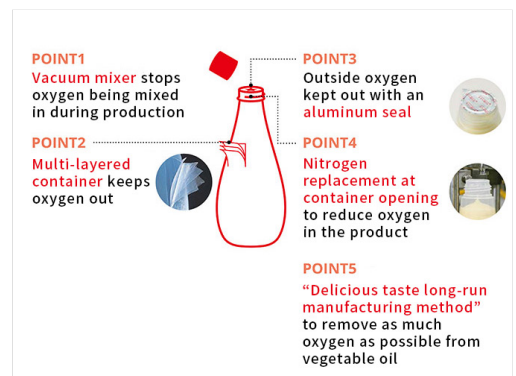 POINT1
Vacuum mixer stops
oxygen being mixed
in during production
POINT2
Multi-layered
container keeps
oxygen out
POINT3
Outside oxygen
kept out with an
aluminum seal
POINT4
Nitrogen
replacement at
container opening
to reduce oxygen
in the product
POINT5
“Delicious taste long-run
manufacturing method”
to remove as much
oxygen as possible from
vegetable oil